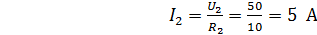 I₂ = U₂/R₂ = 50/10 = 5 A